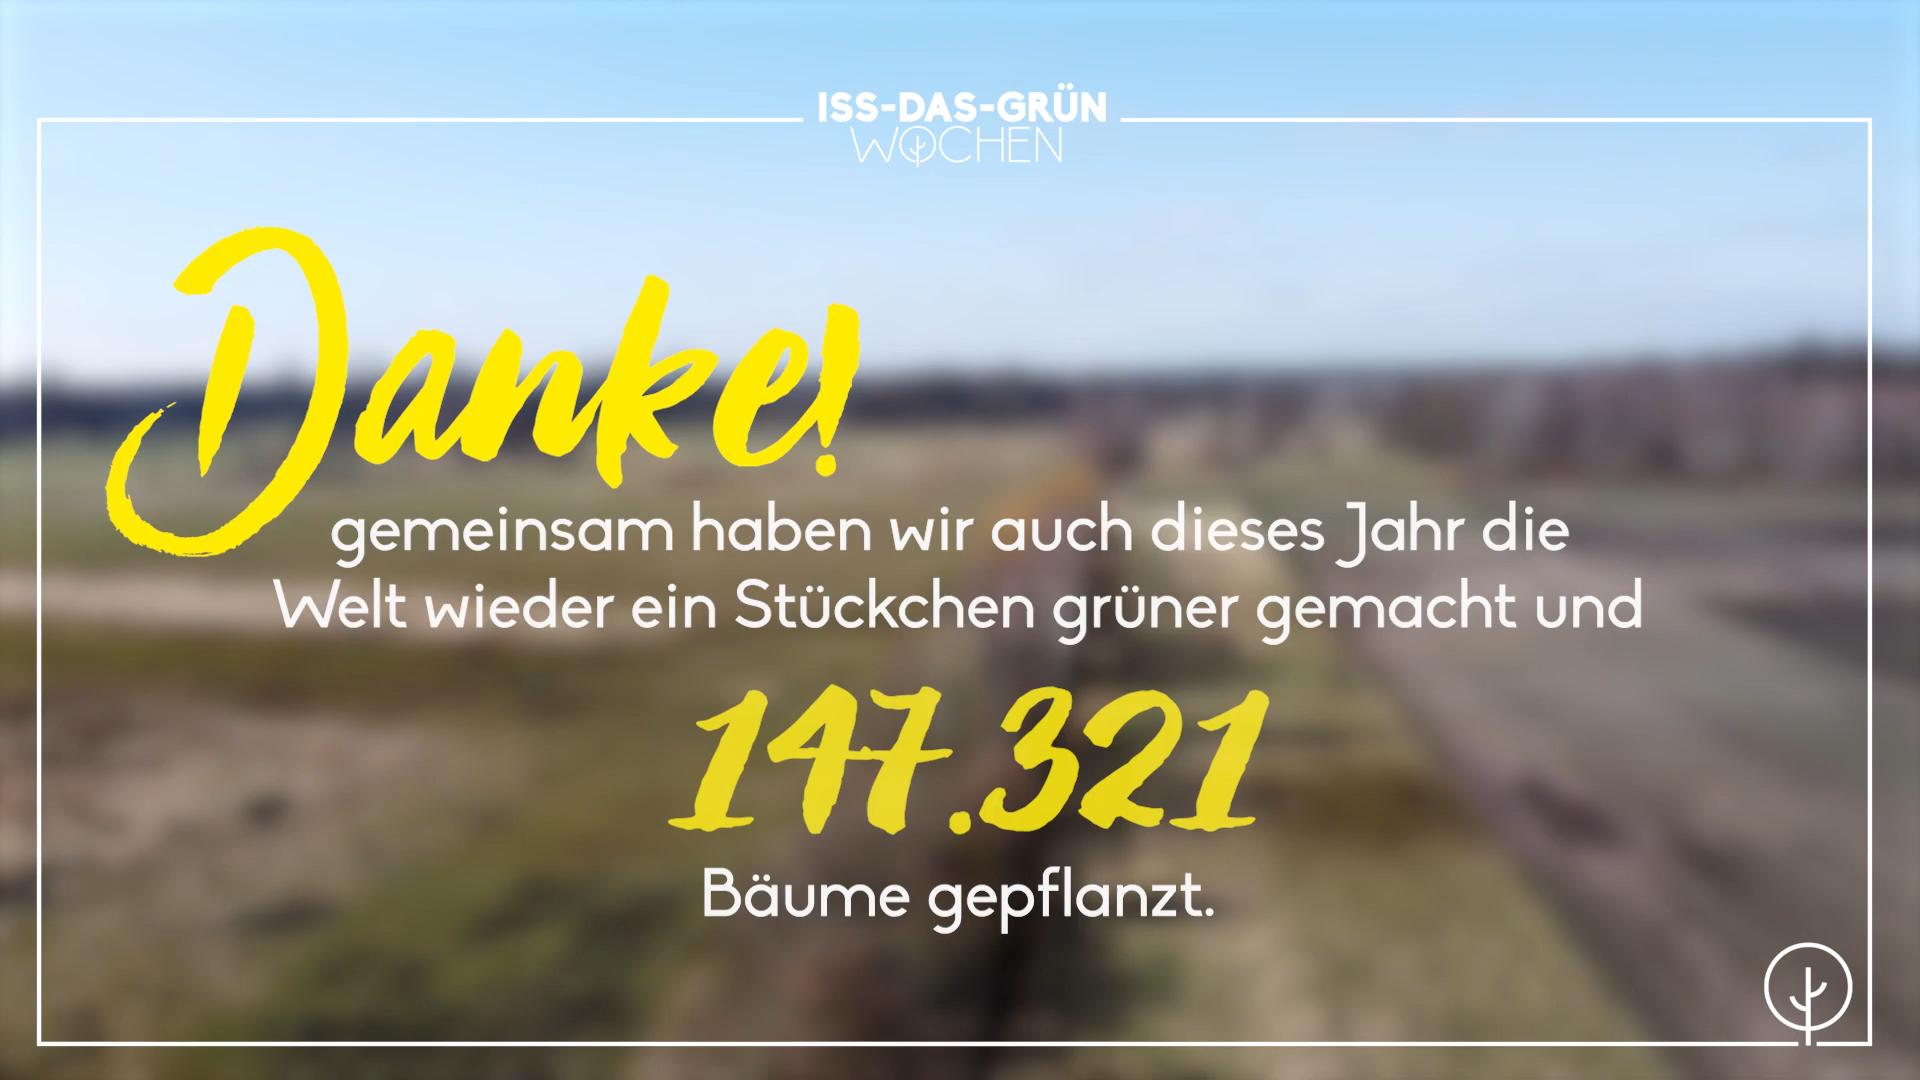 ISS-DAS-GRÜN
WOCHEN
Danke!
gemeinsam haben wir auch dieses Jahr die
Welt wieder ein Stückchen grüner gemacht und
147.321
Bäume gepflanzt.